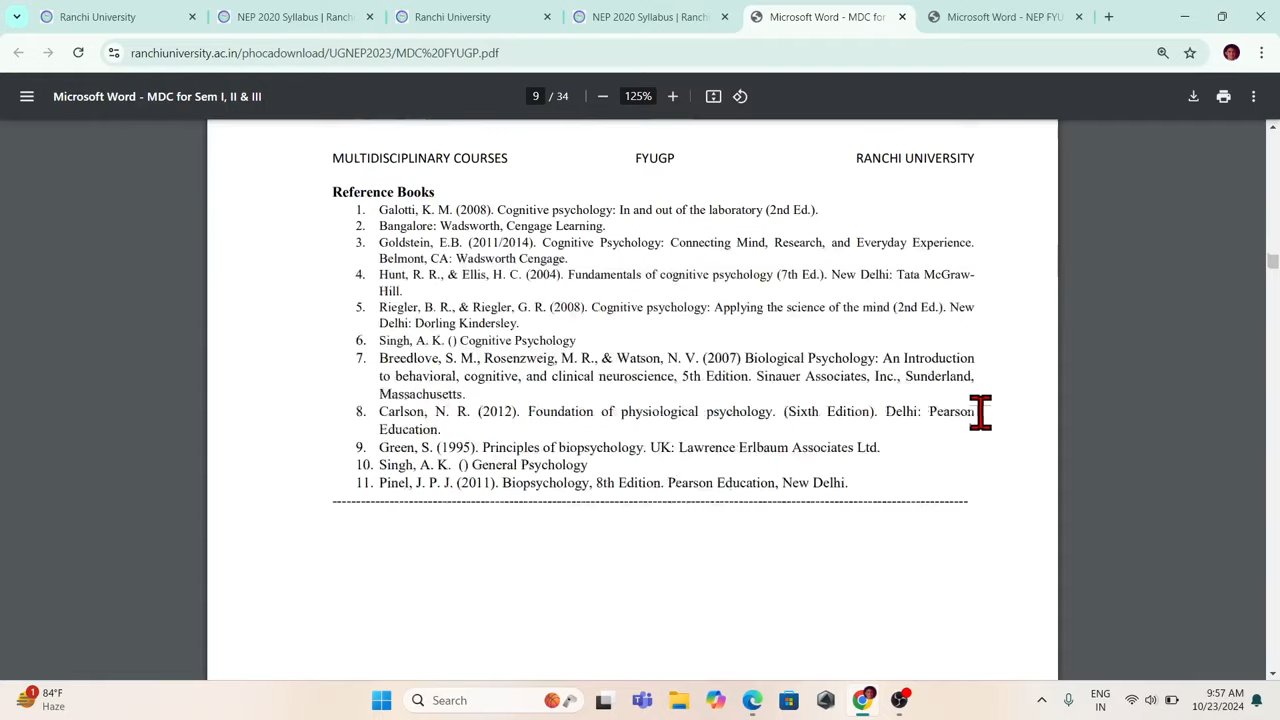 Ranchi University
NEP 2020 Syllabus | Ranchi
Ranchi University
NEP 2020 Syllabus | Ranchi
Microsoft Word - MDC for
Microsoft Word - NEP FYU
ranchiuniversity.ac.in/phocadownload/UGNEP2023/MDC%20FYUGP.pdf
Microsoft Word - MDC for Sem I, II & III
9 / 34
125%
MULTIDISCIPLINARY COURSES FYUGP RANCHI UNIVERSITY
Reference Books
1. Galotti, K. M. (2008). Cognitive psychology: In and out of the laboratory (2nd Ed.).
2. Bangalore: Wadsworth, Cengage Learning.
3. Goldstein, E.B. (2011/2014). Cognitive Psychology: Connecting Mind, Research, and Everyday Experience.
Belmont, CA: Wadsworth Cengage.
4. Hunt, R. R., & Ellis, H. C. (2004). Fundamentals of cognitive psychology (7th Ed.). New Delhi: Tata McGraw-
Hill.
5. Riegler, B. R., & Riegler, G. R. (2008). Cognitive psychology: Applying the science of the mind (2nd Ed.). New
Delhi: Dorling Kindersley.
6. Singh, A. K. () Cognitive Psychology
7. Breedlove, S. M., Rosenzweig, M. R., & Watson, N. V. (2007) Biological Psychology: An Introduction
to behavioral, cognitive, and clinical neuroscience, 5th Edition. Sinauer Associates, Inc., Sunderland,
Massachusetts.
8. Carlson, N. R. (2012). Foundation of physiological psychology. (Sixth Edition). Delhi: Pearson
Education.
9. Green, S. (1995). Principles of biopsychology. UK: Lawrence Erlbaum Associates Ltd.
10. Singh, A. K. () General Psychology
11. Pinel, J. P. J. (2011). Biopsychology, 8th Edition. Pearson Education, New Delhi.
1
84°F
Haze
Search
ENG
IN
9:57 AM
10/23/2024